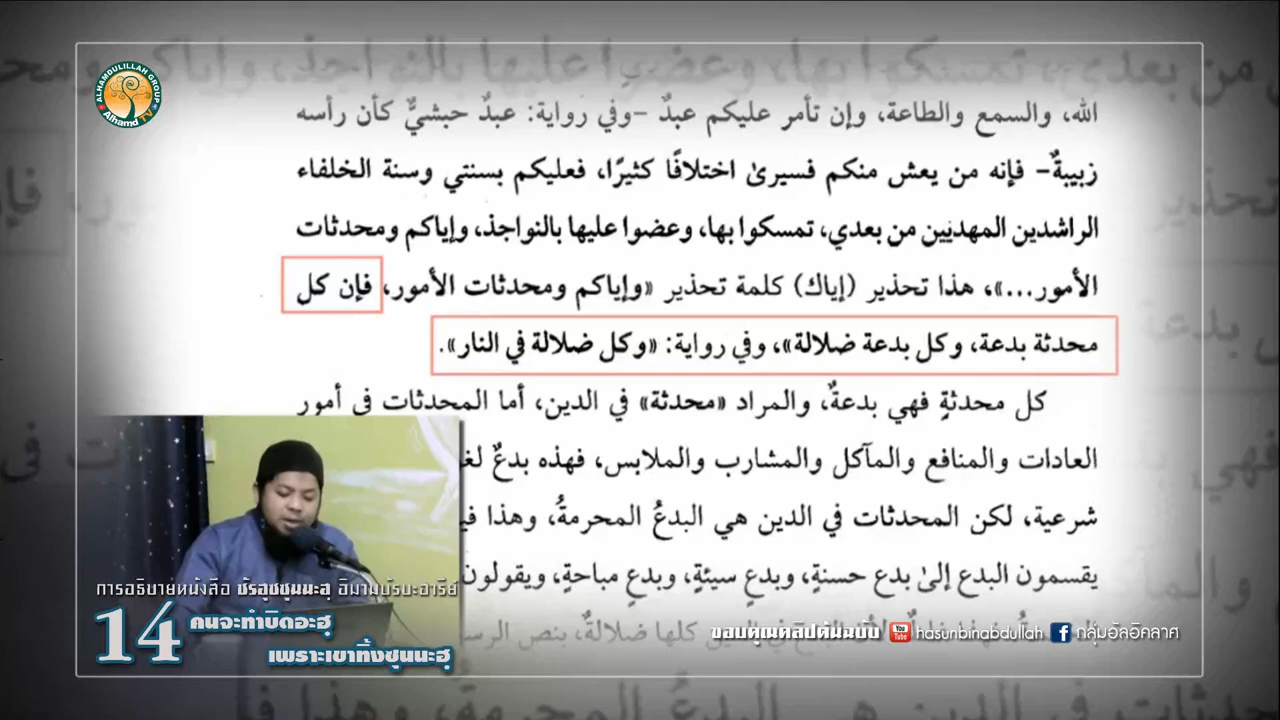 ALHAMDULILLAH GROUP
Alhamd TV
الله، والسمع والطاعة، وإن تأمر عليكم عبدٌ -وفي رواية: عبدٌ حبشيٌّ كأن رأسه
زبيبةٌ- فإنه من يعش منكم فسيرىٰ اختلافًا كثيرًا، فعليكم بسنتي وسنة الخلفاء
الراشدين المهديين من بعدي، تمسكوا بها، وعضوا عليها بالنواجذ، وإياكم ومحدثات
الأمور...»، هذا تحذير (إياك) كلمة تحذير «وإياكم ومحدثات الأمور، فإن كل
محدثة بدعة، وكل بدعة ضلالة»، وفي رواية: «وكل ضلالة في النار».
كل محدثةٍ فهي بدعةٌ، والمراد «محدثة» في الدين، أما المحدثات في أمور
العادات والمنافع والمآكل والمشارب والملابس، فهذه بدعٌ
شرعية، لكن المحدثات في الدين هي البدعُ المحرمةُ، وهذا
يقسمون البدع إلىٰ بدع حسنةٍ، وبدعٍ سيئةٍ، وبدعٍ مباحةٍ، ويقولون
كلها ضلالةٌ، بنص
การอธิบายหนังสือ ชัรฮุซซุนนะฮฺ อิมามบัรบะฮารีย์
14 คนจะทำบิดอะฮฺ
เพราะเขาทิ้งซุนนะฮฺ
ขอบคุณคลิปต้นฉบับ You Tube hasunbinabdullah f กลุ่มอัลอิคลาศ